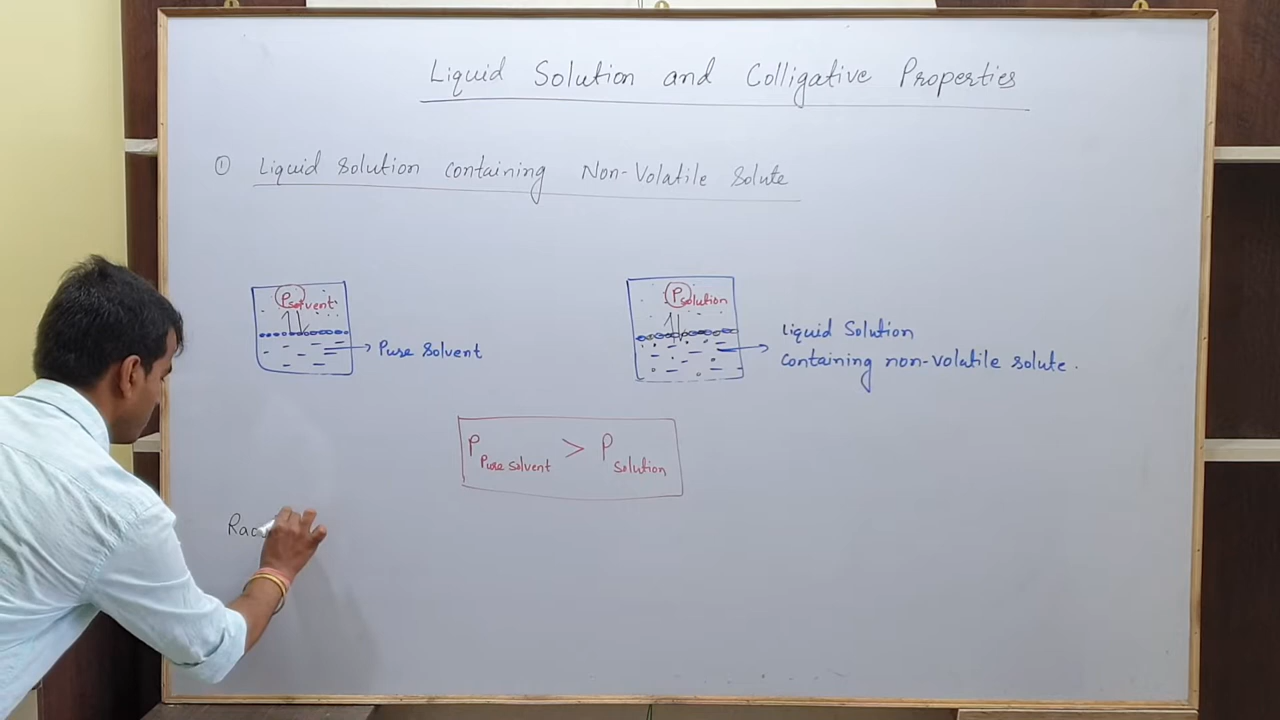 Liquid Solution and Colligative Properties
① Liquid Solution containing Non-Volatile Solute
Psolvent
Pure Solvent
Psolution
Liquid Solution
containing non-volatile solute.
P Pure Solvent > P Solution